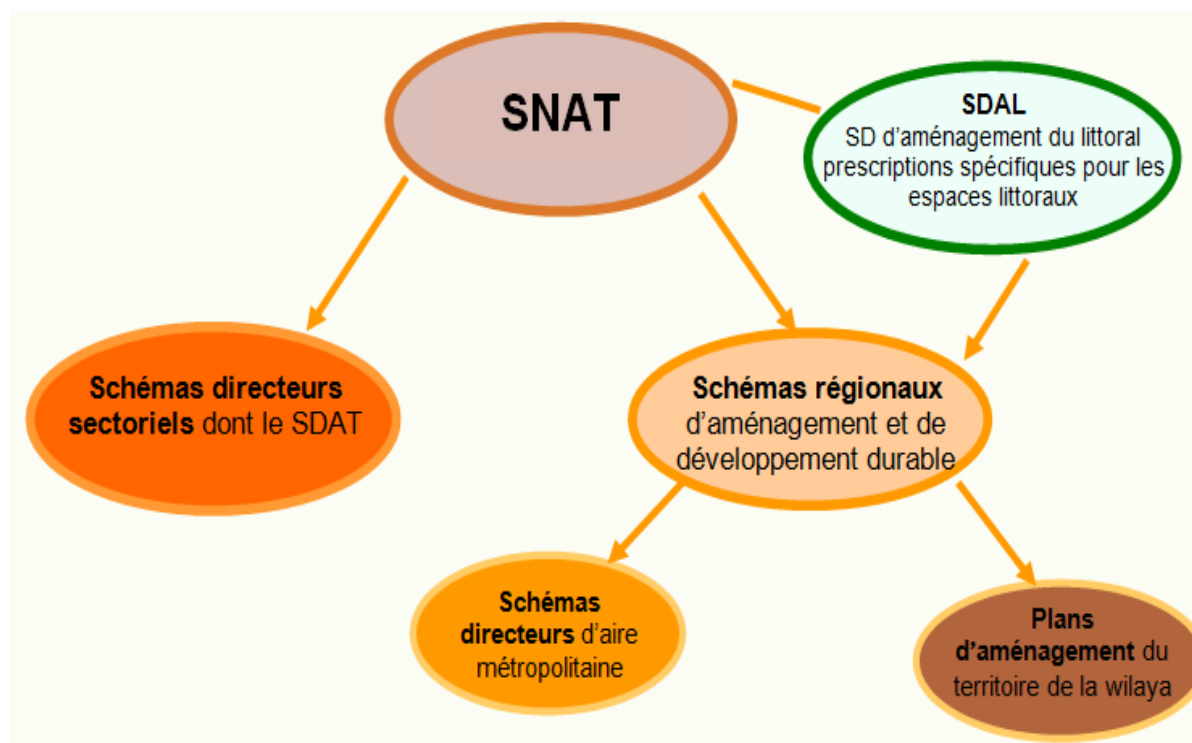 SNAT
SDAL
SD d’aménagement du littoral
prescriptions spécifiques pour les
espaces littoraux
Schémas directeurs
sectoriels dont le SDAT
Schémas régionaux
d’aménagement et de
développement durable
Schémas
directeurs d’aire
métropolitaine
Plans
d’aménagement du
territoire de la wilaya